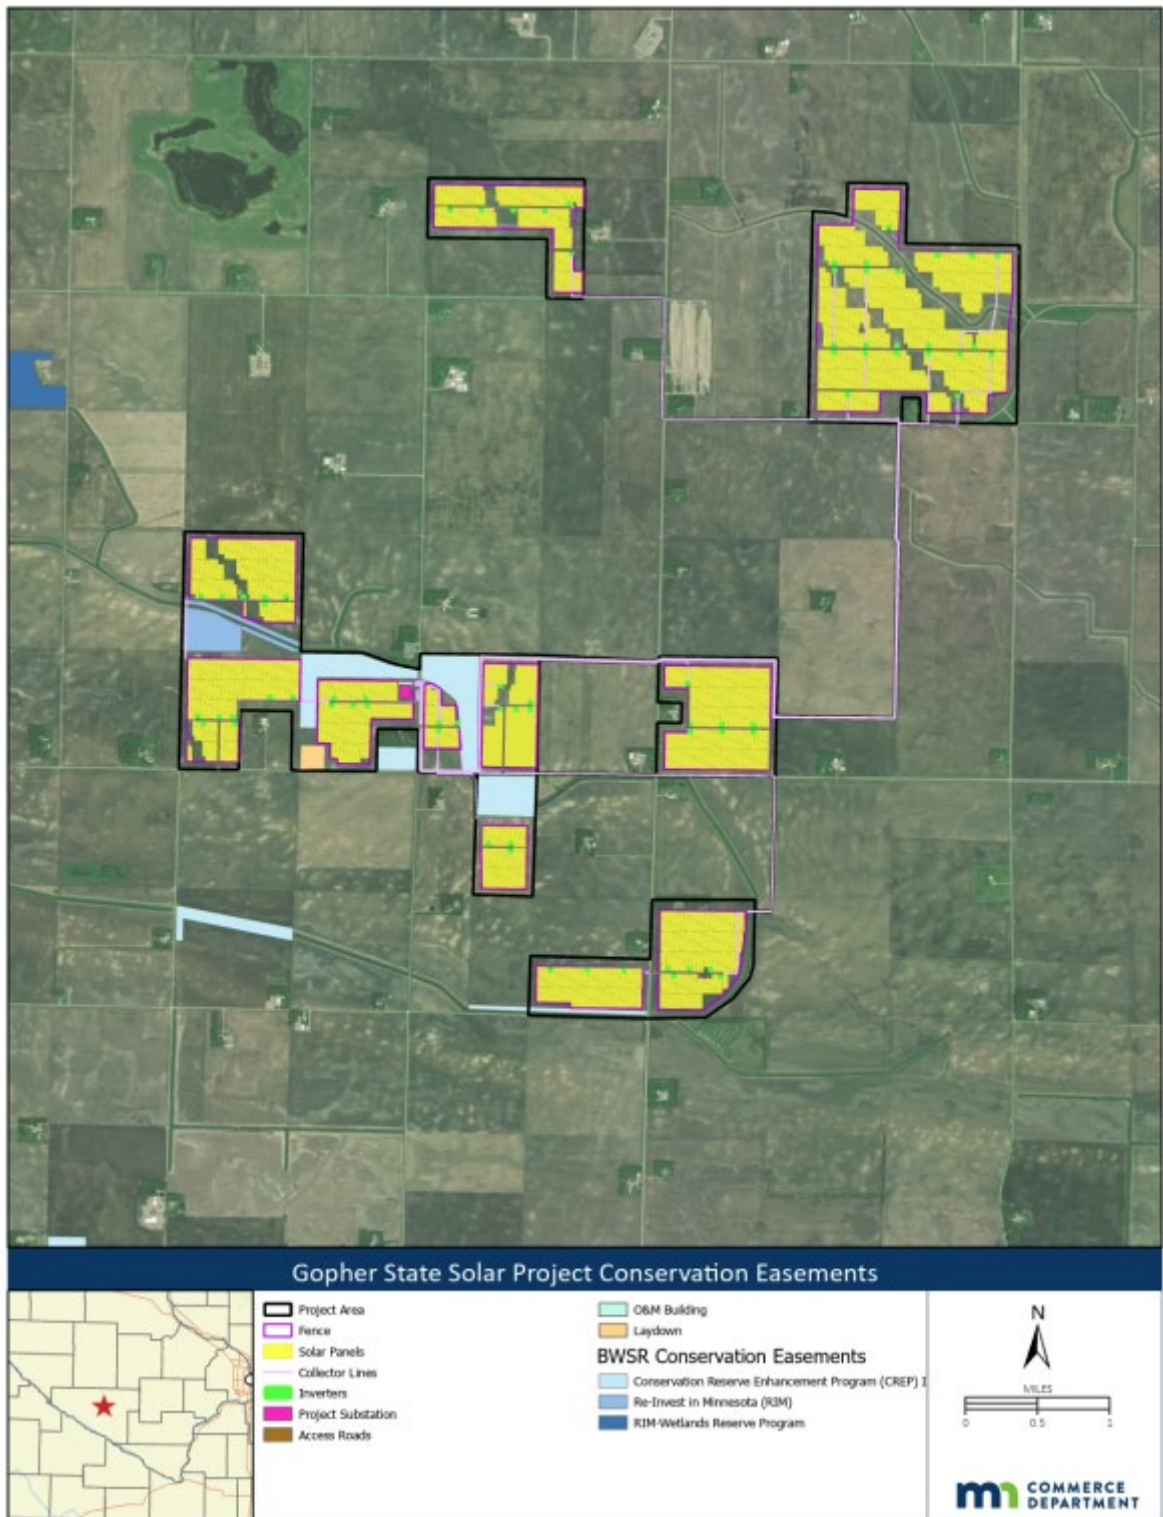 Gopher State Solar Project Conservation Easements
Project Area
Fence
Solar Panels
Collector Lines
Inverters
Project Substation
Access Roads
O&M Building
Laydown
BWSR Conservation Easements
Conservation Reserve Enhancement Program (CREP) I
Re-Invest in Minnesota (RIM)
RIM-Wetlands Reserve Program
N
MILES
0 0.5 1
mn COMMERCE
DEPARTMENT